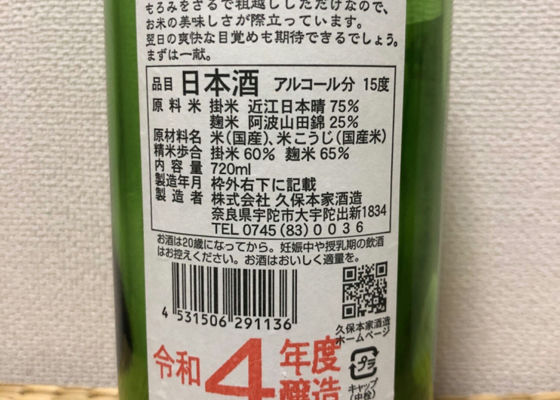 もろみをざるで粗越ししただけなので、
お米の美味しさが際立っています。
翌日の爽快な目覚めも期待できるでしょう。
まずは一献。
品目 日本酒 アルコール分 15度
原料米 掛米 近江日本晴 75%
麹米 阿波山田錦 25%
原材料名 米(国産)、米こうじ(国産米)
精米歩合 掛米 60% 麹米 65%
内容量 720ml
製造年月 枠外右下に記載
製造者 株式会社 久保本家酒造
奈良県宇陀市大宇陀出新1834
TEL 0745 (83) 0036
お酒は20歳になってから。妊娠中や授乳期の飲酒
はお控えください。お酒はおいしく適量を。
4 531506 291136
久保本家酒造
ホームページ
令和4年度
醸造
プラ
キャップ
(中栓)